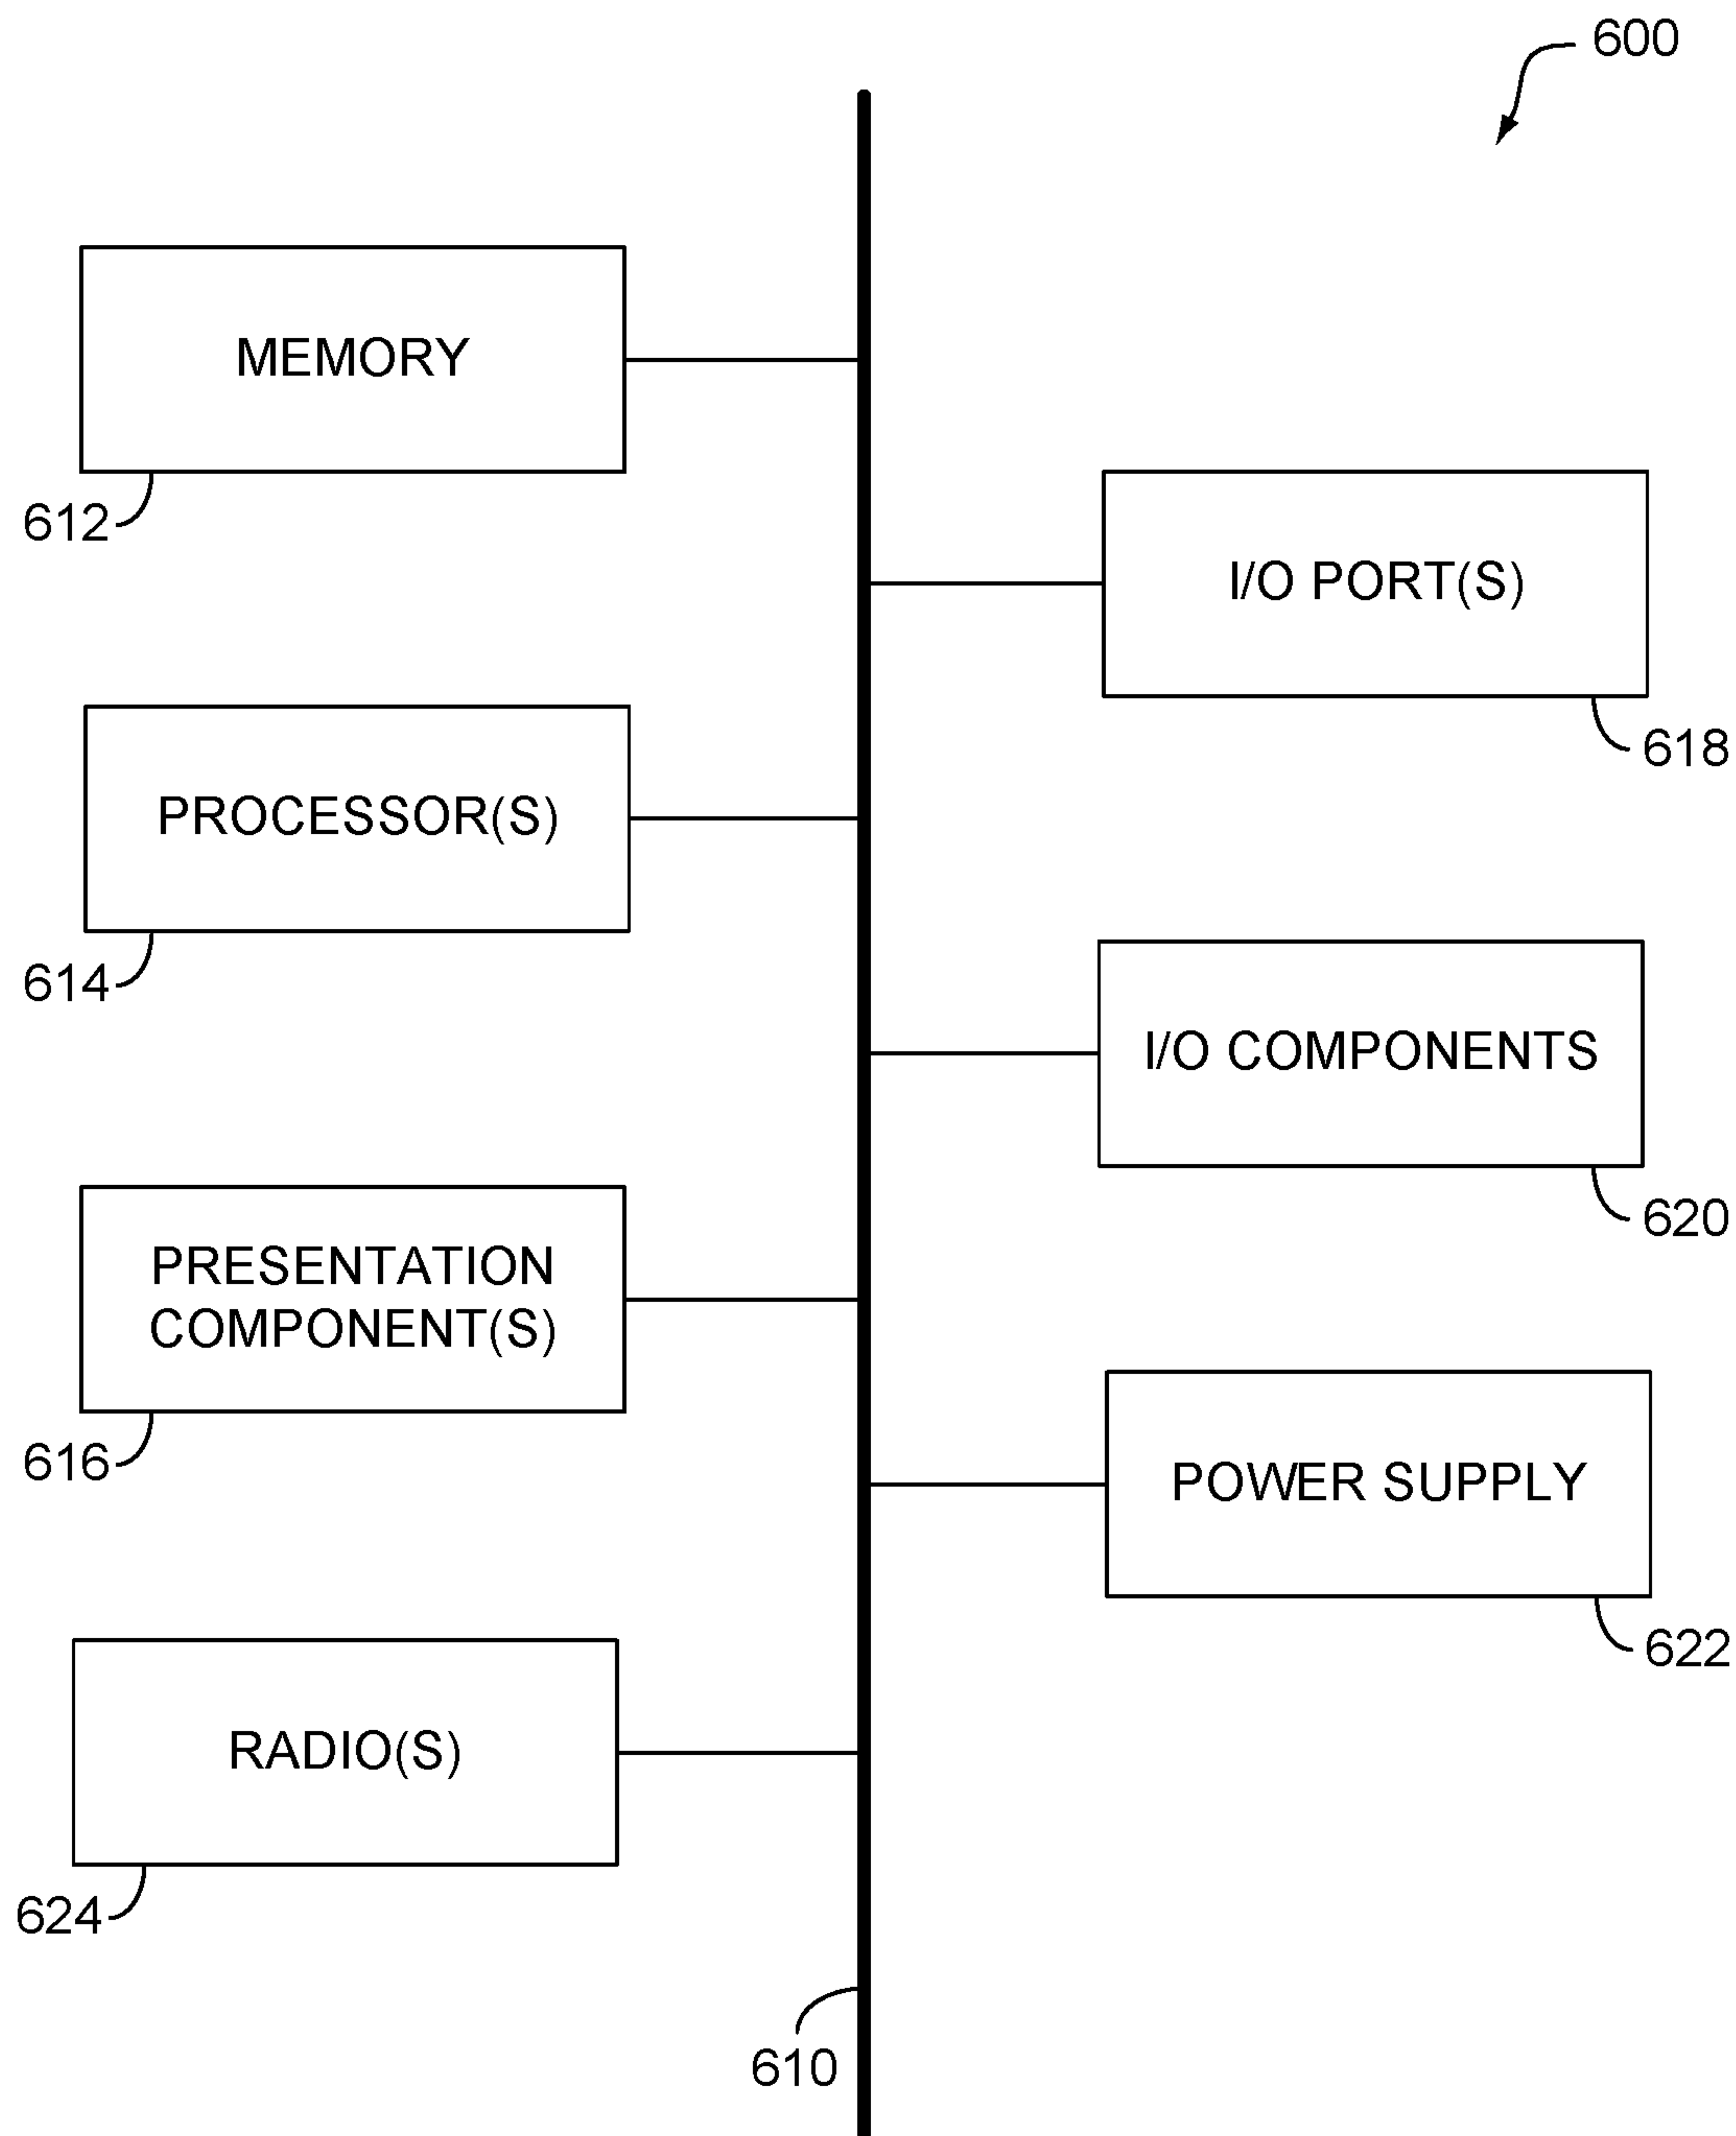 600
MEMORY
612
I/O PORT(S)
618
PROCESSOR(S)
614
I/O COMPONENTS
620
PRESENTATION
COMPONENT(S)
616
POWER SUPPLY
622
RADIO(S)
624
610